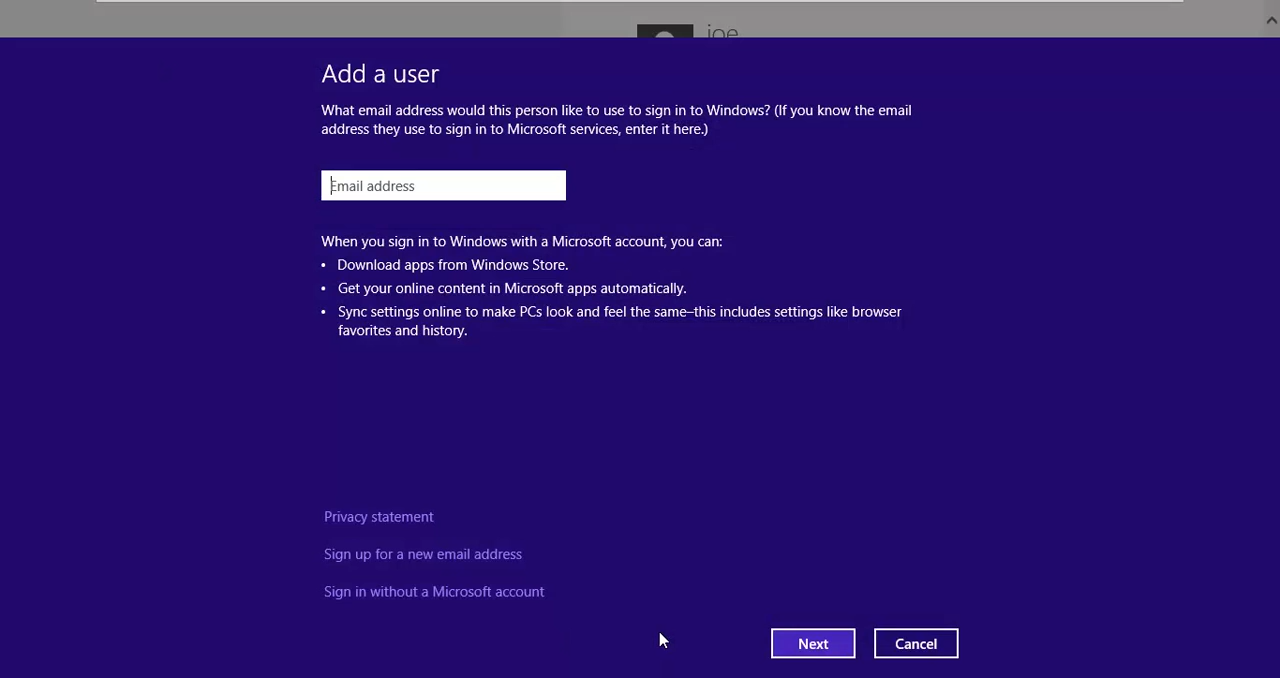 joe
Add a user
What email address would this person like to use to sign in to Windows? (If you know the email
address they use to sign in to Microsoft services, enter it here.)
Email address
When you sign in to Windows with a Microsoft account, you can:
• Download apps from Windows Store.
• Get your online content in Microsoft apps automatically.
• Sync settings online to make PCs look and feel the same–this includes settings like browser
favorites and history.
Privacy statement
Sign up for a new email address
Sign in without a Microsoft account
Next
Cancel